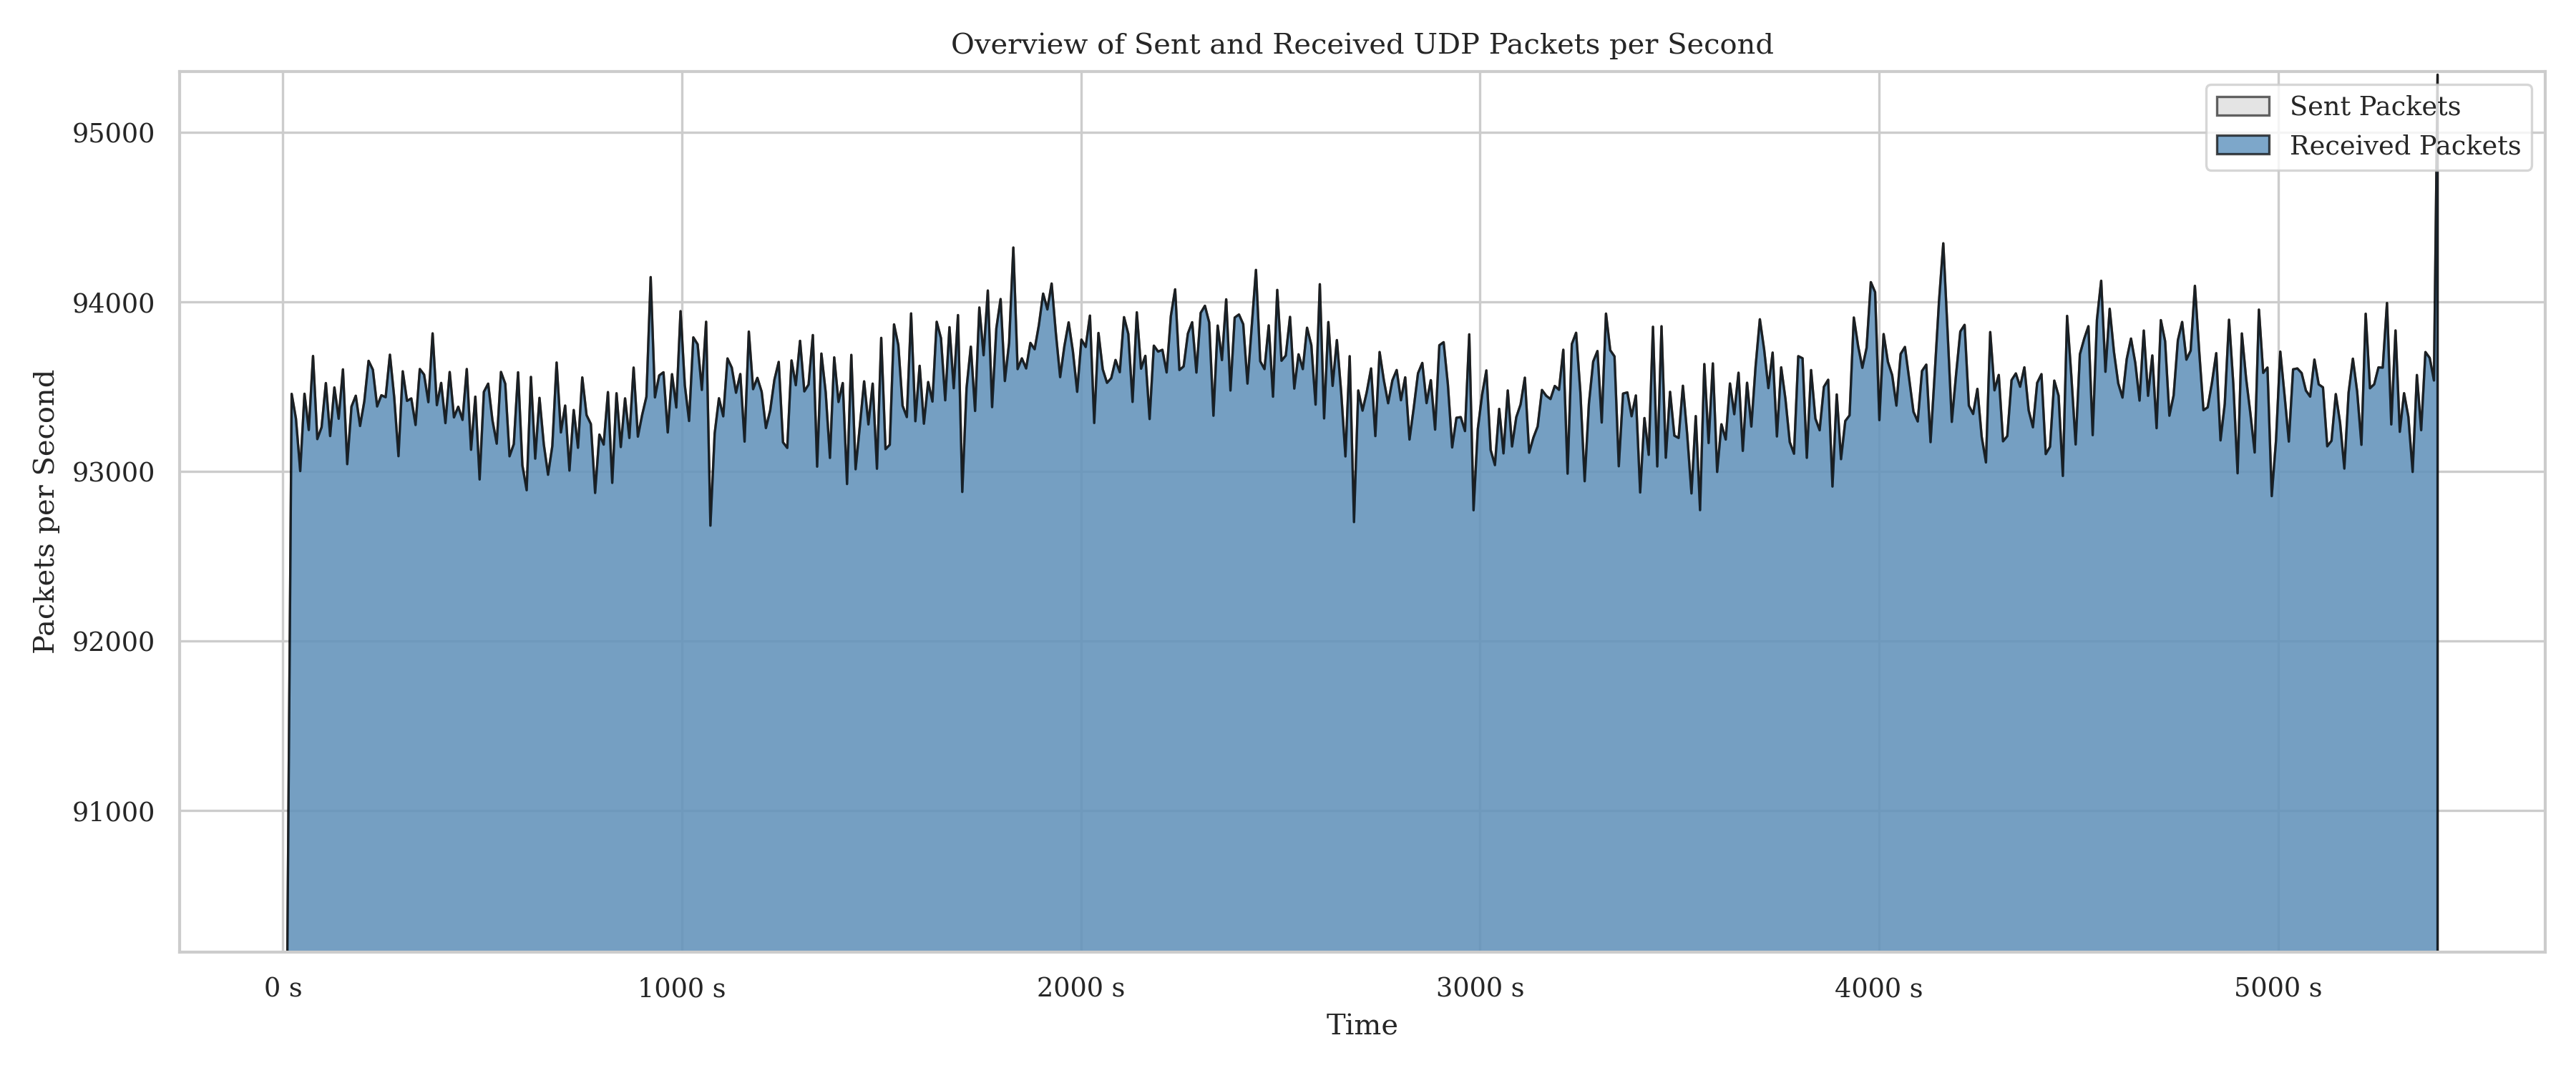 Overview of Sent and Received UDP Packets per Second
Sent Packets
Received Packets
95000
94000
93000
92000
91000
Packets per Second
0 s
1000 s
2000 s
3000 s
4000 s
5000 s
Time